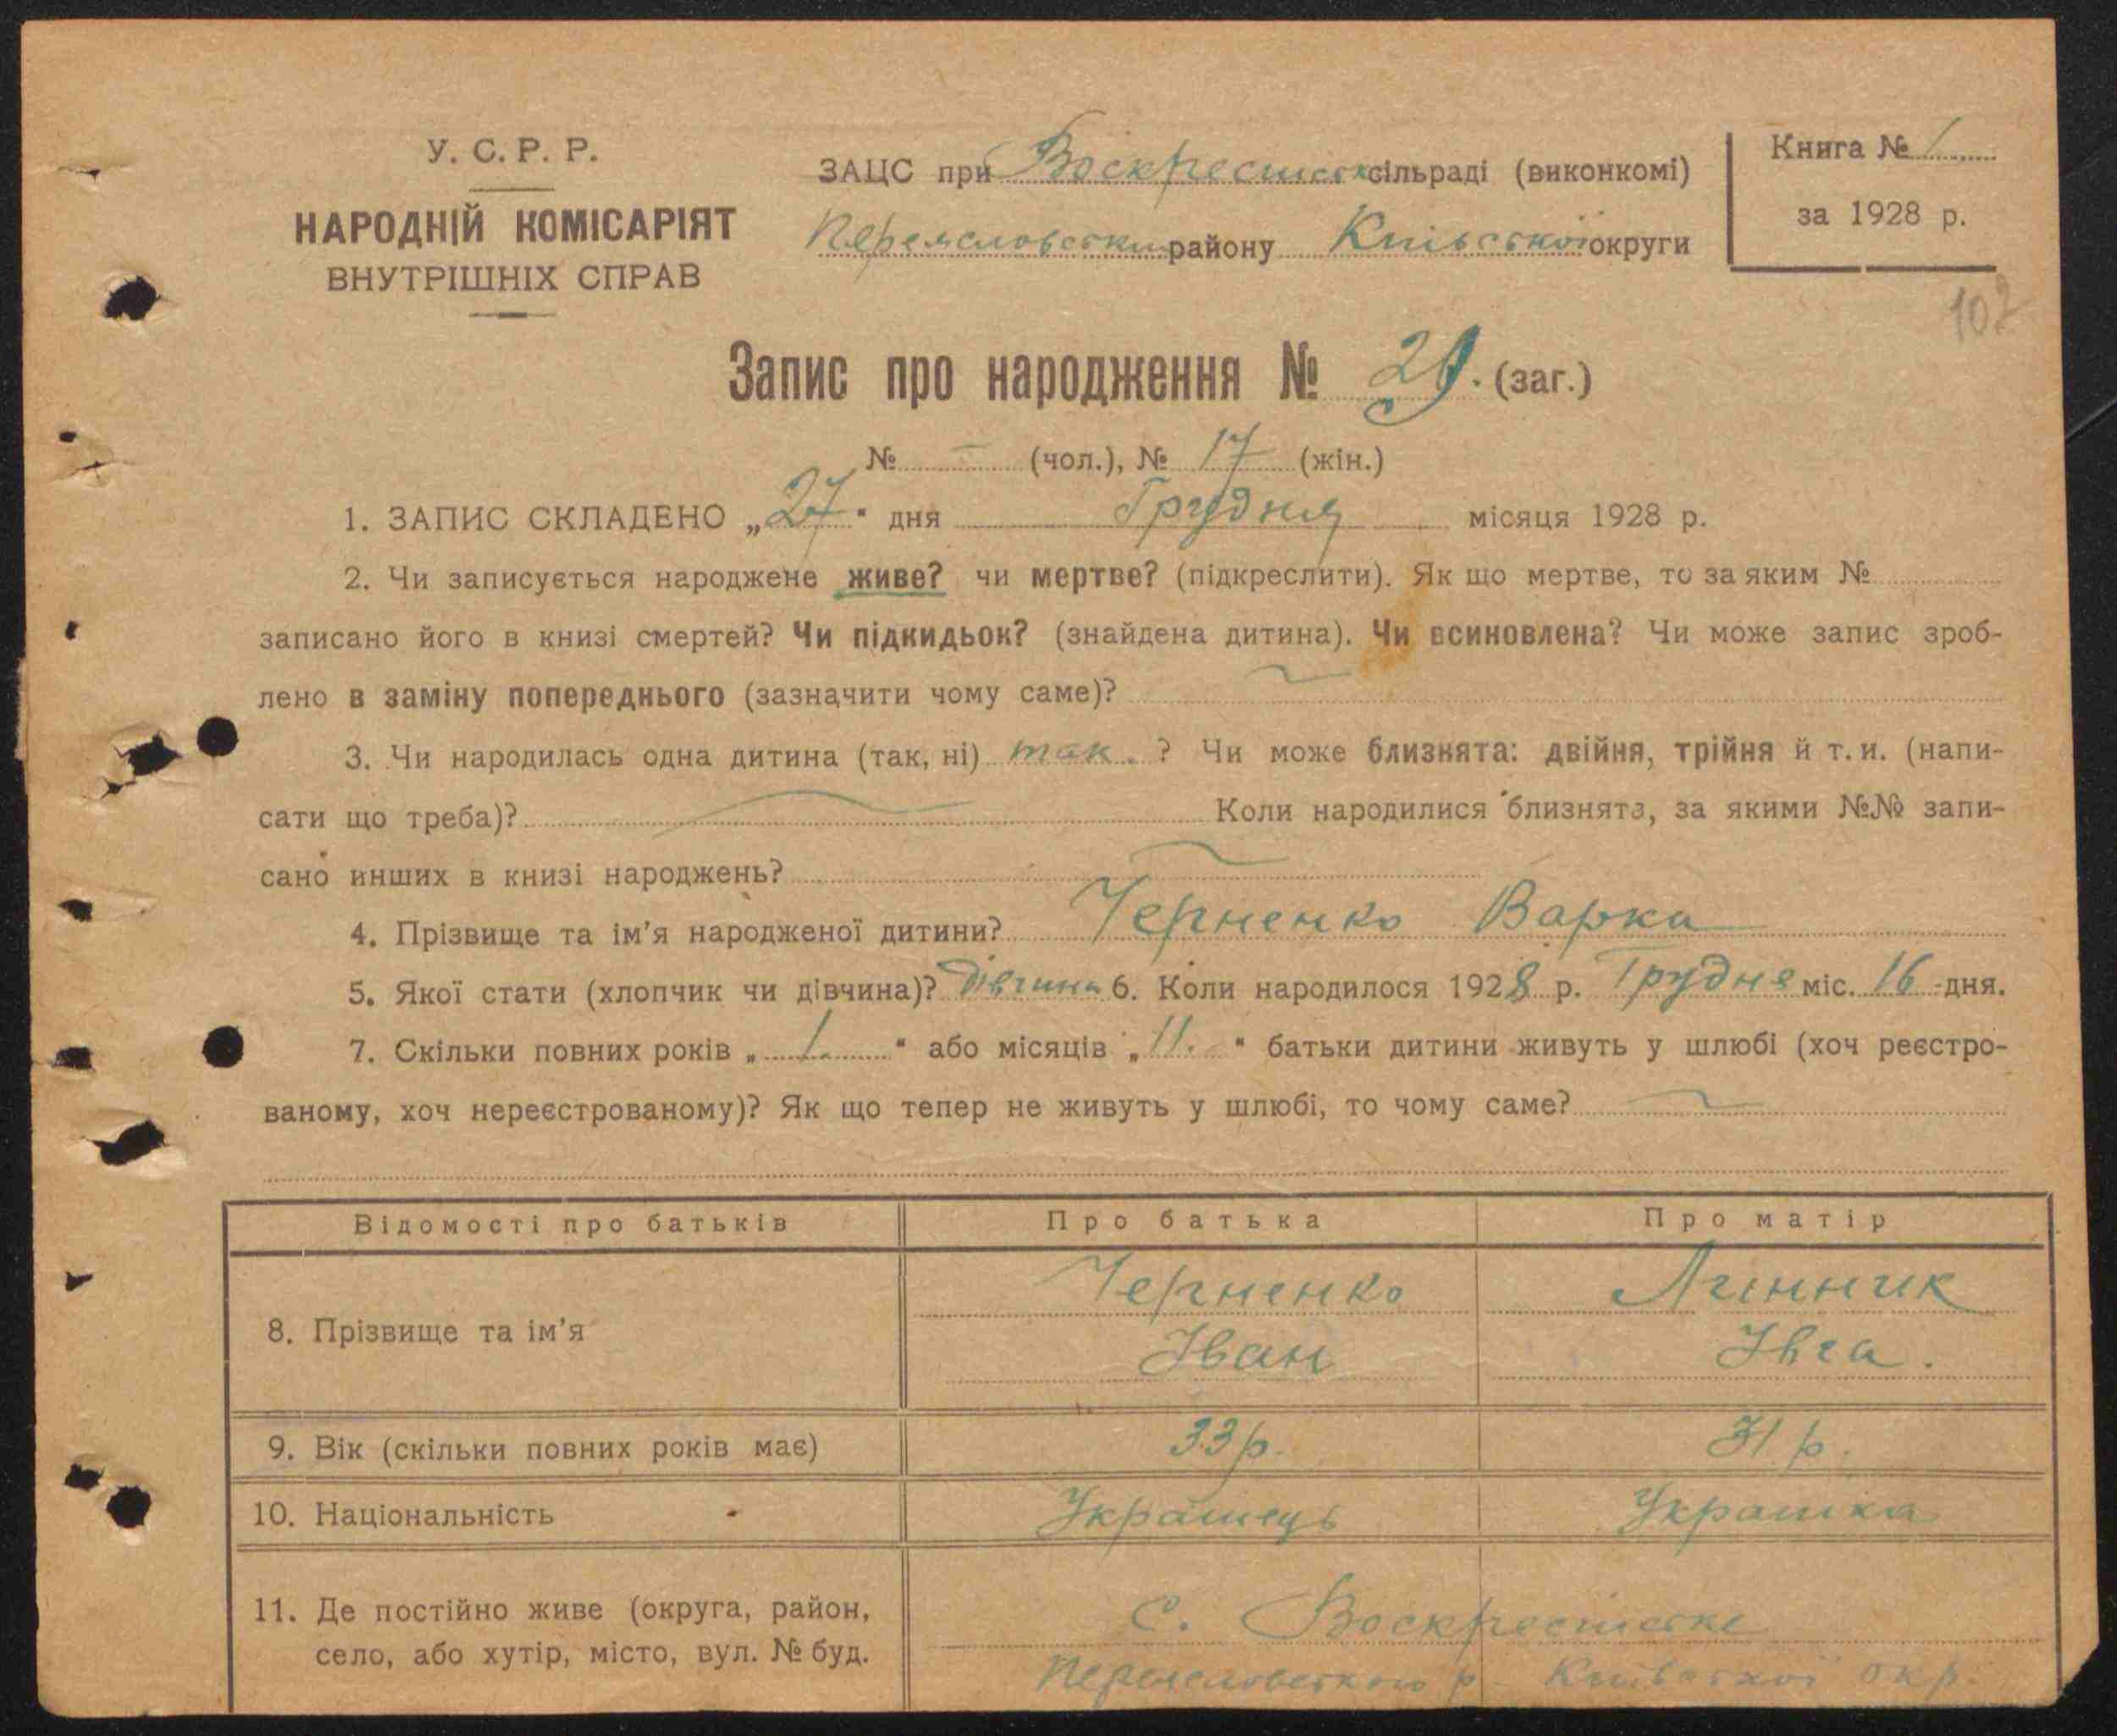 У. С. Р. Р.
НАРОДНІЙ КОМІСАРІЯТ
ВНУТРІШНІХ СПРАВ
ЗАЦС при Воскресенск сільраді (виконкомі)
району Київської округи
Книга № 1
за 1928 р.
102
Запис про народження № 29. (заг.)
№ – (чол.), № 17 (жін.)
1. ЗАПИС СКЛАДЕНО „27" дня Грудня місяця 1928 р.
2. Чи записується народжене живе? чи мертве? (підкреслити). Як що мертве, то за яким №
записано його в книзі смертей? Чи підкидьок? (знайдена дитина). Чи всиновлена? Чи може запис зроб-
лено в заміну попереднього (зазначити чому саме)?
3. Чи народилась одна дитина (так, ні) так. ? Чи може близнята: двійня, трійня й т. и. (напи-
сати що треба)? Коли народилися близнята, за якими №№ запи-
сано инших в книзі народжень?
4. Прізвище та ім'я народженої дитини? Черненко Варка
5. Якої стати (хлопчик чи дівчина)? Дівчина 6. Коли народилося 1928 р. Грудня міс. 16 дня.
7. Скільки повних років „1." або місяців „11." батьки дитини живуть у шлюбі (хоч реєстро-
ваному, хоч нереєстрованому)? Як що тепер не живуть у шлюбі, то чому саме?
Відомості про батьків Про батька Про матір
8. Прізвище та ім'я Черненко
Іван Ївга.
9. Вік (скільки повних років має) 33 р. 31 р.
10. Національність Українець Українка
11. Де постійно живе (округа, район,
село, або хутір, місто, вул. № буд.
С. Воскресенске
р. Київської окр.